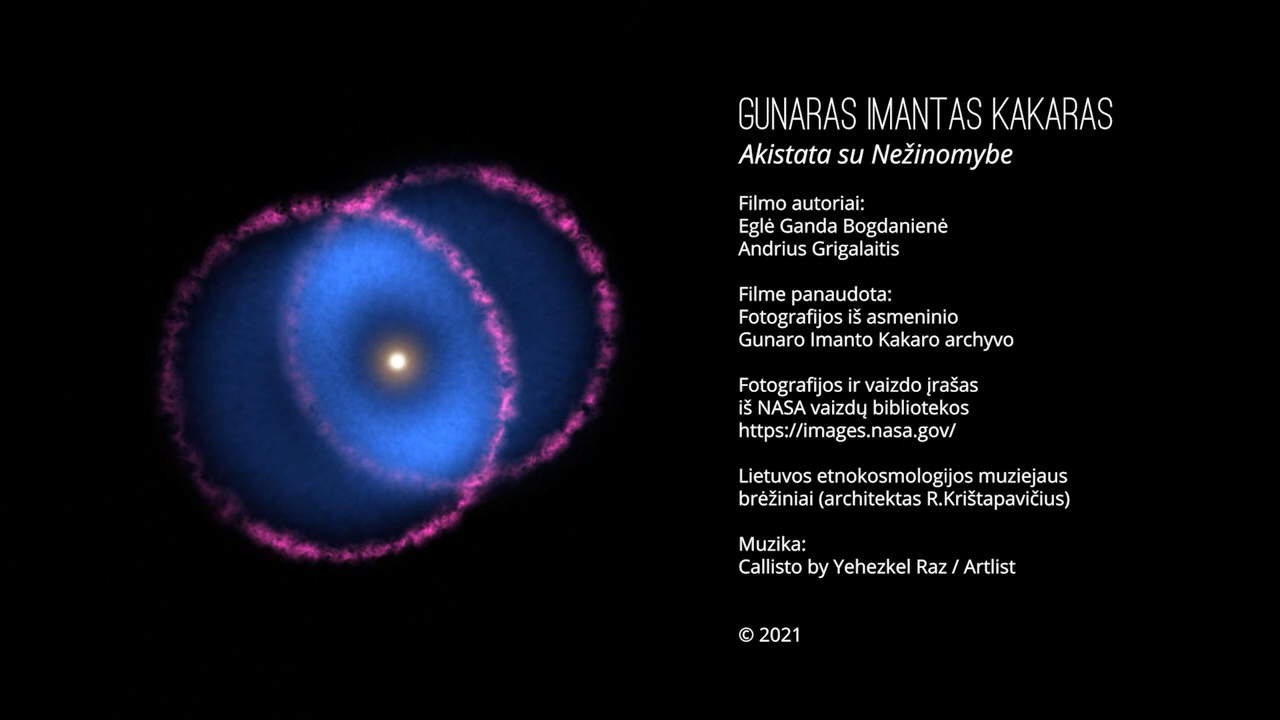 GUNARAS IMANTAS KAKARAS
Akistata su Nežinomybe
Filmo autoriai:
Eglė Ganda Bogdanienė
Andrius Grigalaitis
Filme panaudota:
Fotografijos iš asmeninio
Gunaro Imanto Kakaro archyvo
Fotografijos ir vaizdo įrašas
iš NASA vaizdų bibliotekos
https://images.nasa.gov/
Lietuvos etnokosmologijos muziejaus
brėžiniai (architektas R.Krištapavičius)
Muzika:
Callisto by Yehezkel Raz / Artlist
© 2021